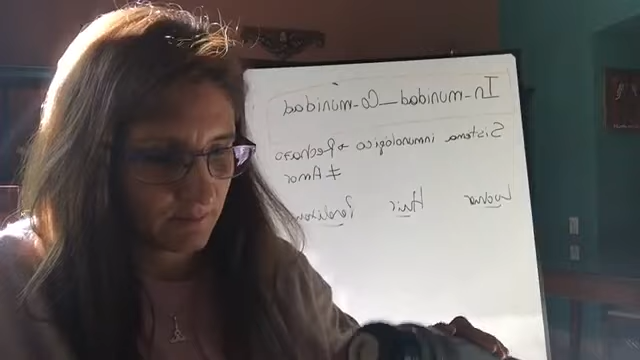 In-munidad_Co-munidad
Sistema inmunológico → Rechazo
≠ Amor
Luchar Huir Paralizar